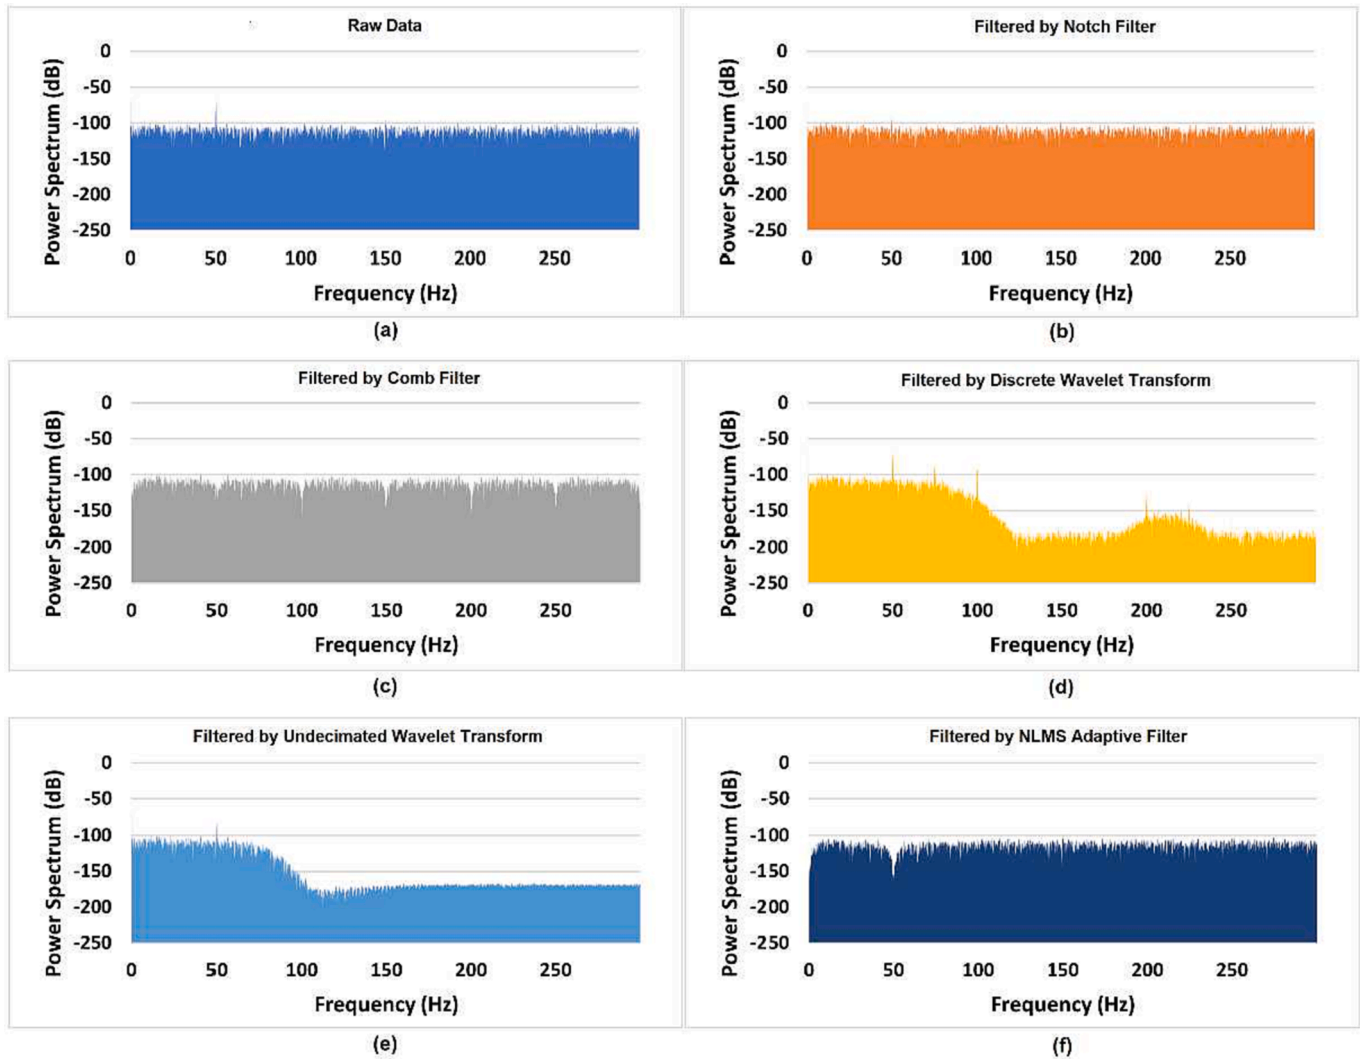 Raw Data
Power Spectrum (dB)
0
-50
-100
-150
-200
-250
0 50 100 150 200 250
Frequency (Hz)
(a)
Filtered by Notch Filter
Power Spectrum (dB)
0
-50
-100
-150
-200
-250
0 50 100 150 200 250
Frequency (Hz)
(b)
Filtered by Comb Filter
Power Spectrum (dB)
0
-50
-100
-150
-200
-250
0 50 100 150 200 250
Frequency (Hz)
(c)
Filtered by Discrete Wavelet Transform
Power Spectrum (dB)
0
-50
-100
-150
-200
-250
0 50 100 150 200 250
Frequency (Hz)
(d)
Filtered by Undecimated Wavelet Transform
Power Spectrum (dB)
0
-50
-100
-150
-200
-250
0 50 100 150 200 250
Frequency (Hz)
(e)
Filtered by NLMS Adaptive Filter
Power Spectrum (dB)
0
-50
-100
-150
-200
-250
0 50 100 150 200 250
Frequency (Hz)
(f)